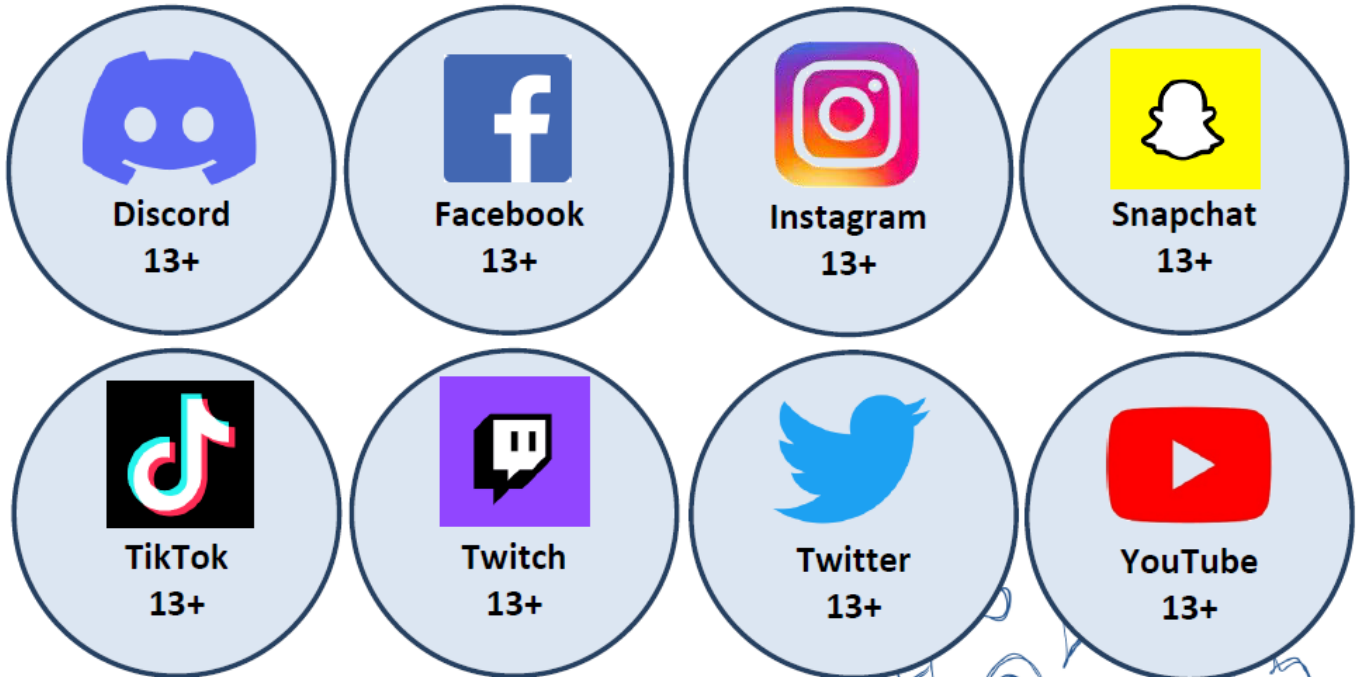 Discord
13+
Facebook
13+
Instagram
13+
Snapchat
13+
TikTok
13+
Twitch
13+
Twitter
13+
YouTube
13+